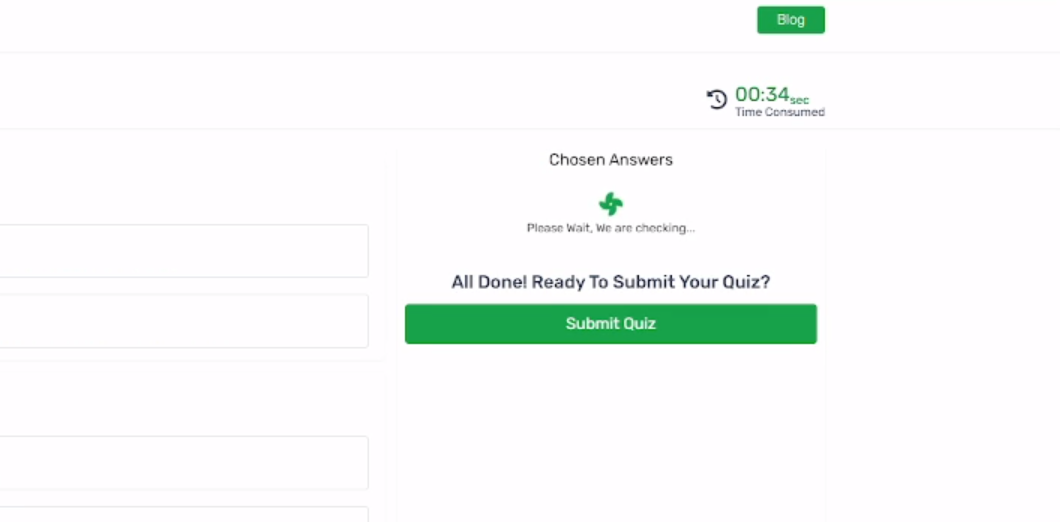 Blog
00:34sec
Time Consumed
Chosen Answers
Please Wait, We are checking...
All Done! Ready To Submit Your Quiz?
Submit Quiz